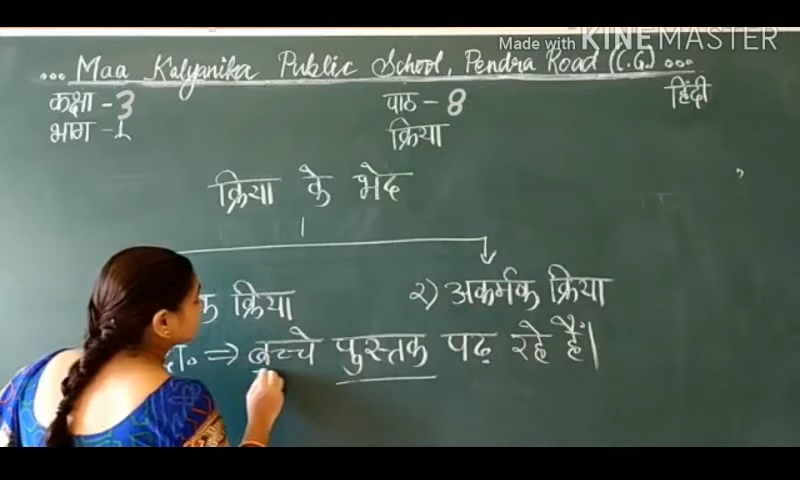 Made with KINEMASTER
... Maa Kalyanika Public School, Pendra Road (C.G.) ...
कक्षा - 3 पाठ - 8 हिंदी
भाग - 1 क्रिया
क्रिया के भेद
क क्रिया २) अकर्मक क्रिया
⇒ बच्चे पुस्तक पढ़ रहे हैं।